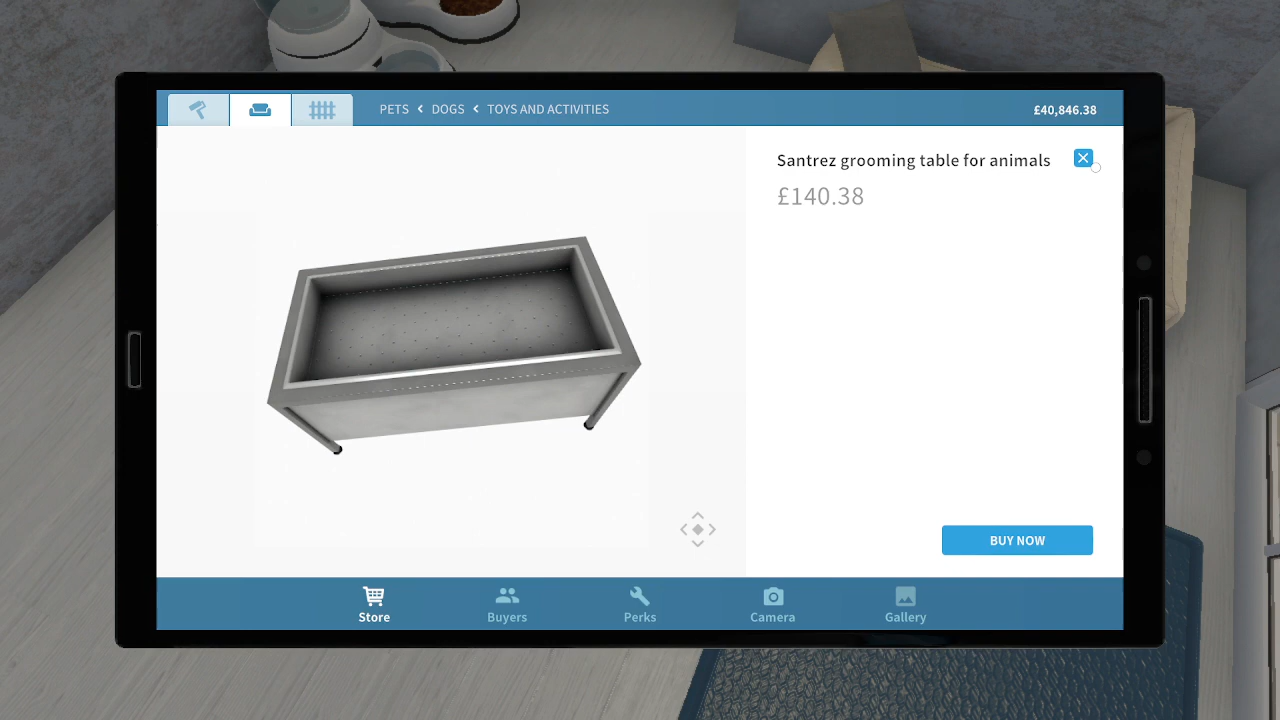 PETS < DOGS < TOYS AND ACTIVITIES
£40,846.38
Santrez grooming table for animals
£140.38
BUY NOW
Store
Buyers
Perks
Camera
Gallery